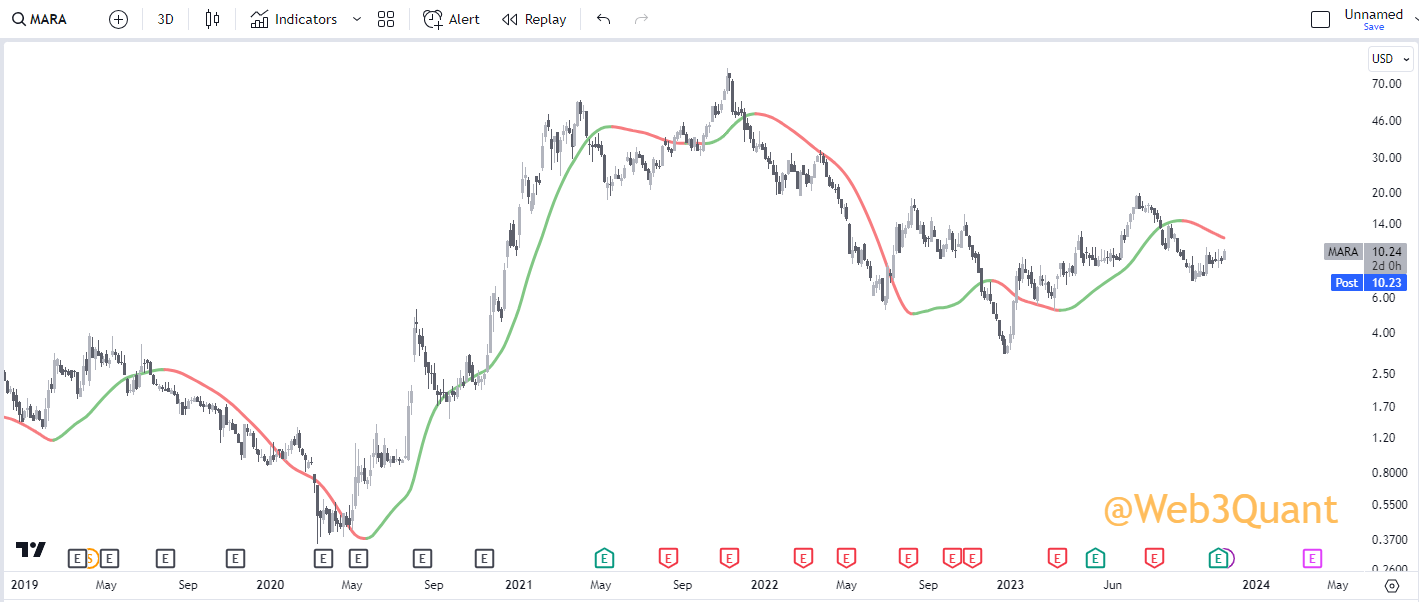 MARA
3D
Indicators
Alert
Replay
Unnamed
Save
USD
70.00
46.00
30.00
20.00
14.00
MARA 10.24
2d 0h
Post 10.23
6.00
4.00
2.50
1.70
1.20
0.8000
0.5500
0.3700
0.2600
@Web3Quant
E S E E E E E E E E E E E E E E E E E E E E
2019 May Sep 2020 May Sep 2021 May Sep 2022 May Sep 2023 Jun 2024 May